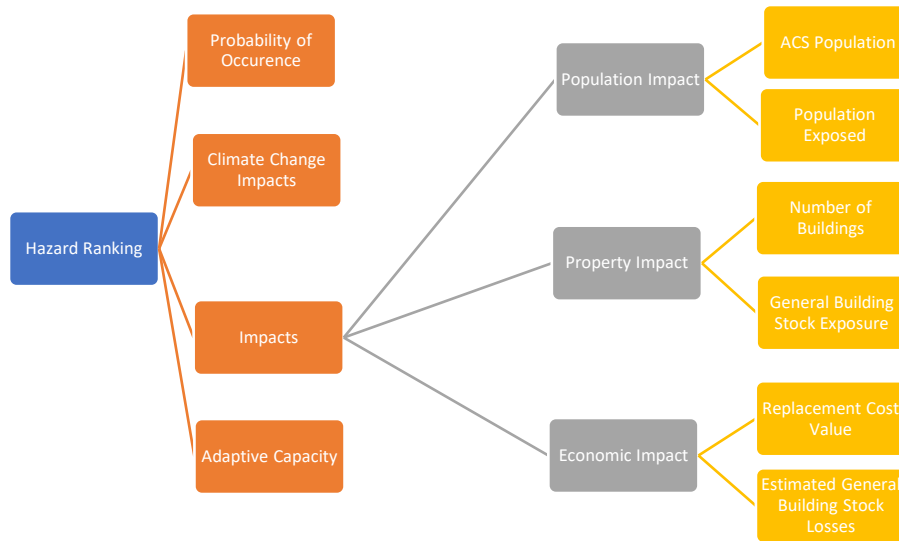 Hazard Ranking
Probability of
Occurence
Climate Change
Impacts
Impacts
Adaptive Capacity
Population Impact
Property Impact
Economic Impact
ACS Population
Population
Exposed
Number of
Buildings
General Building
Stock Exposure
Replacement Cost
Value
Estimated General
Building Stock
Losses